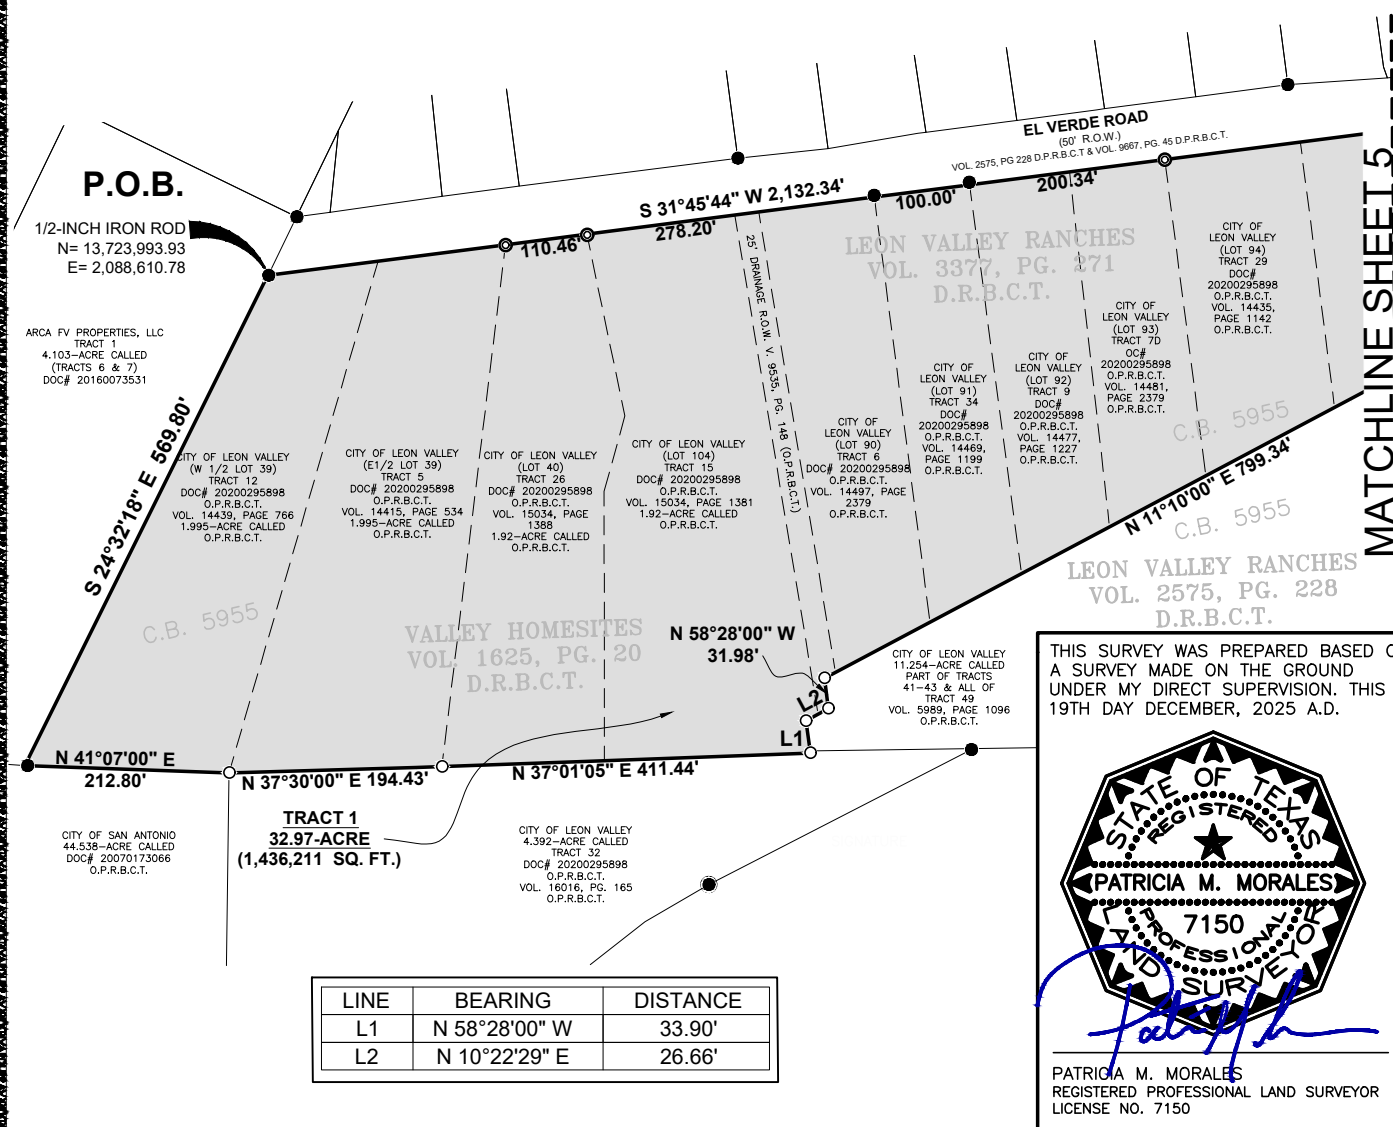 EL VERDE ROAD
(50' R.O.W.)
VOL. 2575, PG 228 D.P.R.B.C.T & VOL. 9667, PG. 45 D.P.R.B.C.T.
MATCHLINE SHEET 5
P.O.B.
1/2-INCH IRON ROD
N= 13,723,993.93
E= 2,088,610.78
S 31°45'44" W 2,132.34'
110.46'
278.20'
100.00'
200.34'
ARCA FV PROPERTIES, LLC
TRACT 1
4.103-ACRE CALLED
(TRACTS 6 & 7)
DOC# 20160073531
S 24°32'18" E 569.80'
LEON VALLEY RANCHES
VOL. 3377, PG. 271
D.R.B.C.T.
25' DRAINAGE R.O.W. V. 9535, PG. 148 (O.P.R.B.C.T.)
CITY OF LEON VALLEY
(W 1/2 LOT 39)
TRACT 12
DOC# 20200295898
O.P.R.B.C.T.
VOL. 14439, PAGE 766
1.995-ACRE CALLED
O.P.R.B.C.T.
CITY OF LEON VALLEY
(E1/2 LOT 39)
TRACT 5
DOC# 20200295898
O.P.R.B.C.T.
VOL. 14415, PAGE 534
1.995-ACRE CALLED
O.P.R.B.C.T.
CITY OF LEON VALLEY
(LOT 40)
TRACT 26
DOC# 20200295898
O.P.R.B.C.T.
VOL. 15034, PAGE
1388
1.92-ACRE CALLED
O.P.R.B.C.T.
CITY OF LEON VALLEY
(LOT 104)
TRACT 15
DOC# 20200295898
O.P.R.B.C.T.
VOL. 15034, PAGE 1381
1.92-ACRE CALLED
O.P.R.B.C.T.
CITY OF
LEON VALLEY
(LOT 90)
TRACT 6
DOC# 20200295898
O.P.R.B.C.T.
VOL. 14497, PAGE
2379
O.P.R.B.C.T.
CITY OF
LEON VALLEY
(LOT 91)
TRACT 34
DOC#
20200295898
O.P.R.B.C.T.
VOL. 14469,
PAGE 1199
O.P.R.B.C.T.
CITY OF
LEON VALLEY
(LOT 92)
TRACT 9
DOC#
20200295898
O.P.R.B.C.T.
VOL. 14477,
PAGE 1227
O.P.R.B.C.T.
CITY OF
LEON VALLEY
(LOT 93)
TRACT 7D
OC#
20200295898
O.P.R.B.C.T.
VOL. 14481,
PAGE 2379
O.P.R.B.C.T.
CITY OF
LEON VALLEY
(LOT 94)
TRACT 29
DOC#
20200295898
O.P.R.B.C.T.
VOL. 14435,
PAGE 1142
O.P.R.B.C.T.
C.B. 5955
N 11°10'00" E 799.34'
C.B. 5955
LEON VALLEY RANCHES
VOL. 2575, PG. 228
D.R.B.C.T.
C.B. 5955
VALLEY HOMESITES
VOL. 1625, PG. 20
D.R.B.C.T.
N 58°28'00" W
31.98'
L2
L1
CITY OF LEON VALLEY
11.254-ACRE CALLED
PART OF TRACTS
41-43 & ALL OF
TRACT 49
VOL. 5989, PAGE 1096
O.P.R.B.C.T.
N 41°07'00" E
212.80'
N 37°30'00" E 194.43'
N 37°01'05" E 411.44'
TRACT 1
32.97-ACRE
(1,436,211 SQ. FT.)
CITY OF SAN ANTONIO
44.538-ACRE CALLED
DOC# 20070173066
O.P.R.B.C.T.
CITY OF LEON VALLEY
4.392-ACRE CALLED
TRACT 32
DOC# 20200295898
O.P.R.B.C.T.
VOL. 16016, PG. 165
O.P.R.B.C.T.
LINE BEARING DISTANCE
L1 N 58°28'00" W 33.90'
L2 N 10°22'29" E 26.66'
THIS SURVEY WAS PREPARED BASED
A SURVEY MADE ON THE GROUND
UNDER MY DIRECT SUPERVISION. THIS
19TH DAY DECEMBER, 2025 A.D.
STATE OF TEXAS
REGISTERED
PATRICIA M. MORALES
7150
PROFESSIONAL
LAND SURVEYOR
PATRICIA M. MORALES
REGISTERED PROFESSIONAL LAND SURVEYOR
LICENSE NO. 7150